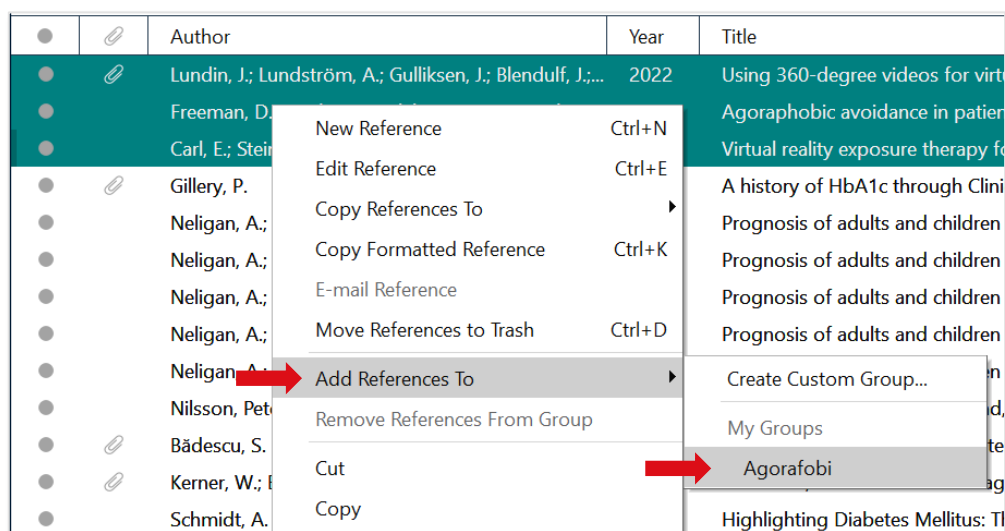 Author Year Title
Lundin, J.; Lundström, A.; Gulliksen, J.; Blendulf, J.;... 2022 Using 360-degree videos for virt
Freeman, D. Agoraphobic avoidance in patien
Carl, E.; Stei Virtual reality exposure therapy fo
Gillery, P. A history of HbA1c through Clini
Neligan, A.; Prognosis of adults and children
Neligan, A.; Prognosis of adults and children
Neligan, A.; Prognosis of adults and children
Neligan, A.; Prognosis of adults and children
Neligan, A.; en
Nilsson, Pet d,
Bădescu, S. te
Kerner, W.; ag
Schmidt, A. Highlighting Diabetes Mellitus: Th
New Reference Ctrl+N
Edit Reference Ctrl+E
Copy References To
Copy Formatted Reference Ctrl+K
E-mail Reference
Move References to Trash Ctrl+D
Add References To
Remove References From Group
Cut
Copy
Create Custom Group...
My Groups
Agorafobi